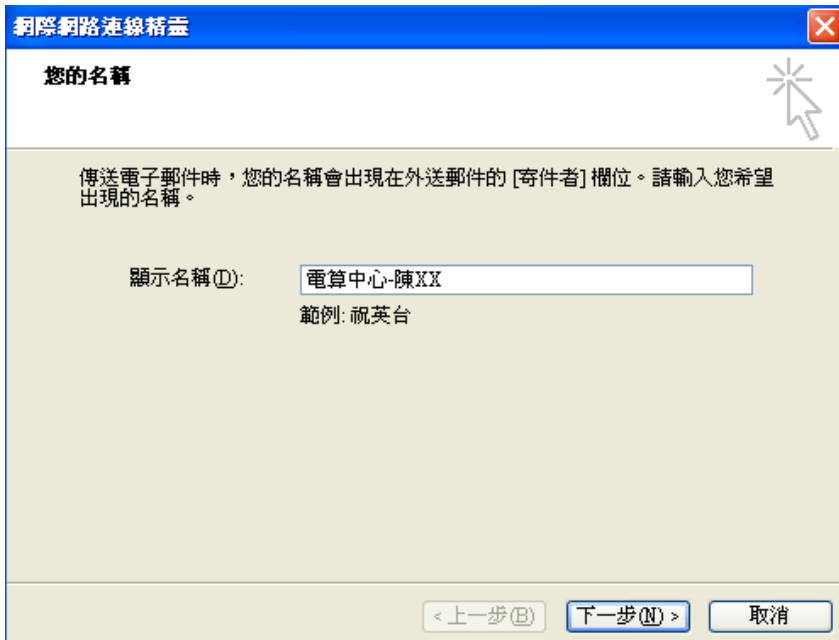 網際網路連線精靈
您的名稱
傳送電子郵件時，您的名稱會出現在外送郵件的 [寄件者] 欄位。請輸入您希望
出現的名稱。
顯示名稱(D): 電算中心-陳XX
範例: 祝英台
< 上一步(B) 下一步(N) > 取消